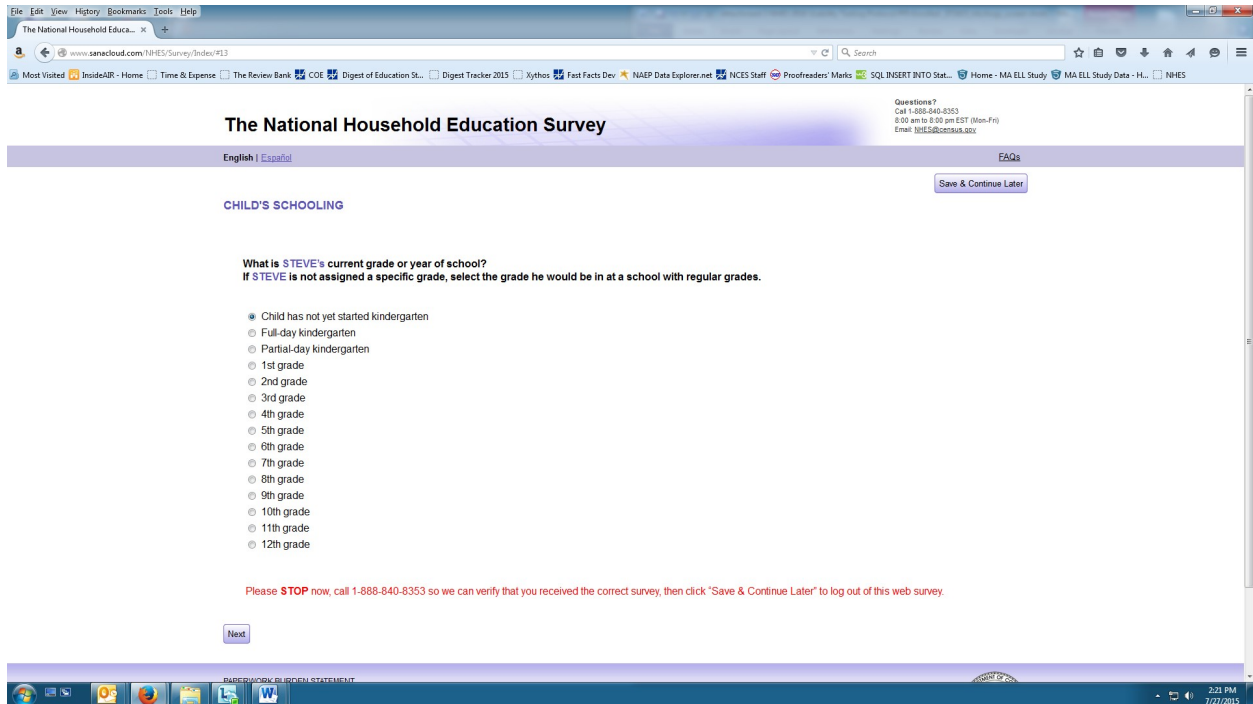 File Edit View History Bookmarks Tools Help
The National Household Educa... × +
www.sanacloud.com/NHES/Survey/Index/#13
Search
Most Visited InsideAIR - Home Time & Expense The Review Bank COE Digest of Education St... Digest Tracker 2015 Xythos Fast Facts Dev NAEP Data Explorer.net NCES Staff Proofreaders' Marks SQL INSERT INTO Stat... Home - MA ELL Study MA ELL Study Data - H... NHES
Questions?
Call 1-888-840-8353
8:00 am to 8:00 pm EST (Mon-Fri)
Email: NHES@census.gov
The National Household Education Survey
English | Español FAQs
Save & Continue Later
CHILD'S SCHOOLING
What is STEVE's current grade or year of school?
If STEVE is not assigned a specific grade, select the grade he would be in at a school with regular grades.
Child has not yet started kindergarten
Full-day kindergarten
Partial-day kindergarten
1st grade
2nd grade
3rd grade
4th grade
5th grade
6th grade
7th grade
8th grade
9th grade
10th grade
11th grade
12th grade
Please STOP now, call 1-888-840-8353 so we can verify that you received the correct survey, then click "Save & Continue Later" to log out of this web survey.
Next
PAPERWORK BURDEN STATEMENT
2:21 PM
7/27/2015